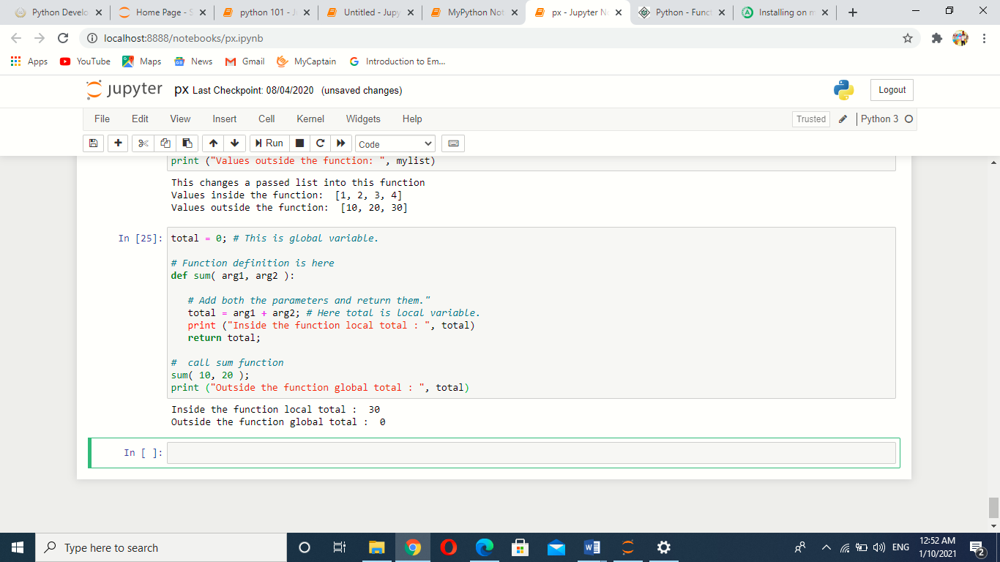 Python Develo
Home Page - S
python 101 - J
Untitled - Jupy
MyPython Not
px - Jupyter No
Python - Funct
Installing on m
localhost:8888/notebooks/px.ipynb
Apps YouTube Maps News Gmail MyCaptain Introduction to Em...
jupyter px Last Checkpoint: 08/04/2020 (unsaved changes)
Logout
File Edit View Insert Cell Kernel Widgets Help
Trusted Python 3
Run Code
print ("Values outside the function: ", mylist)
This changes a passed list into this function
Values inside the function:  [1, 2, 3, 4]
Values outside the function:  [10, 20, 30]
In [25]: total = 0; # This is global variable.
# Function definition is here
def sum( arg1, arg2 ):
   # Add both the parameters and return them."
   total = arg1 + arg2; # Here total is local variable.
   print ("Inside the function local total : ", total)
   return total;
#  call sum function
sum( 10, 20 );
print ("Outside the function global total : ", total)
Inside the function local total :  30
Outside the function global total :  0
In [ ]:
Type here to search
ENG
12:52 AM
1/10/2021
2